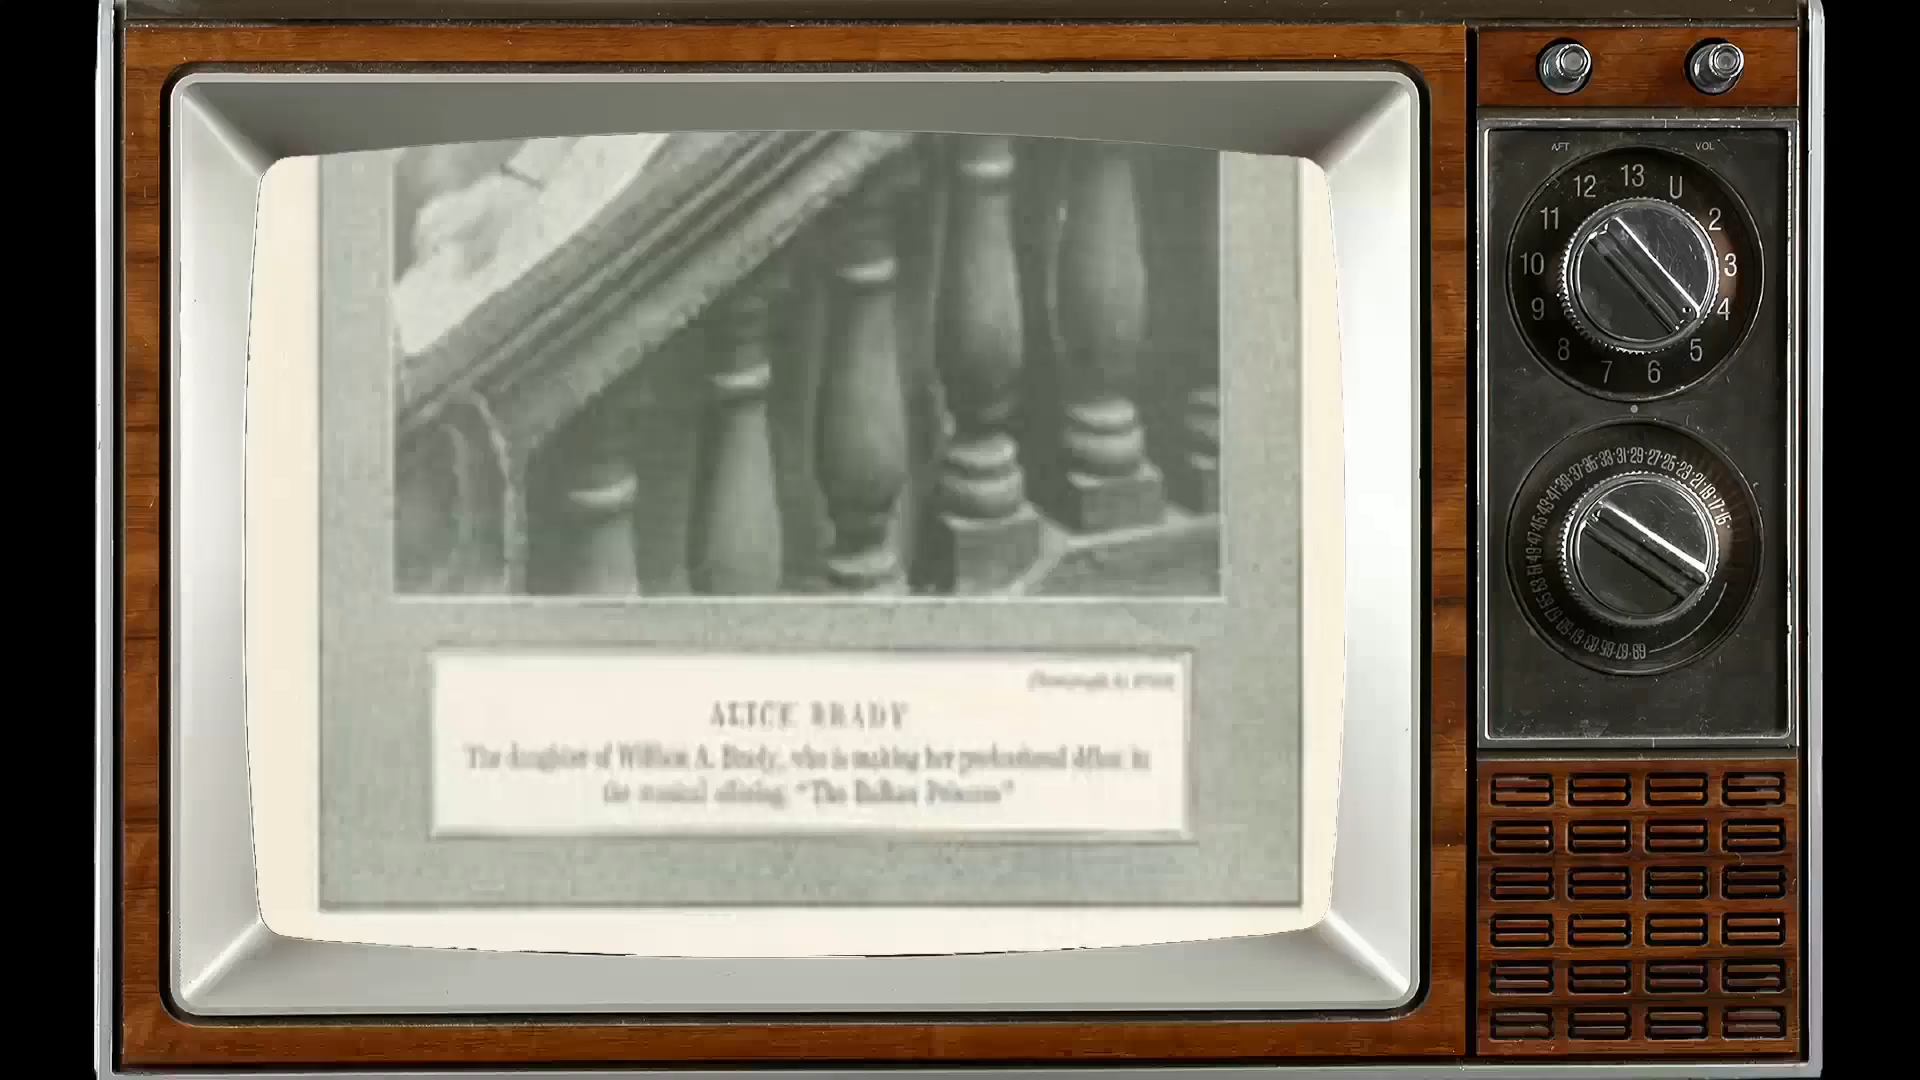 ALICE BRADY
The daughter of William A. Brady, who is making her professional début in
the musical offering, "The Balkan Princess"
AFT
VOL
13
12
U
11
2
10
3
9
4
8
5
7
6